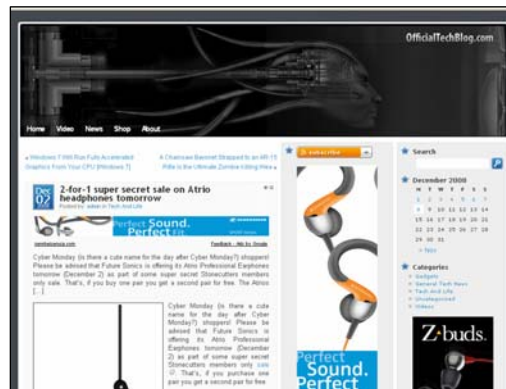 OfficialTechBlog.com
Home Video News Shop About
« Windows 7 Will Run Fully Accelerated
Graphics From Your CPU [Windows 7]
A Chainsaw Bayonet Strapped to an AR-15
Rifle is the Ultimate Zombie Killing Idea »
Dec
02
2-for-1 super secret sale on Atrio
headphones tomorrow
Posted by: admin in Tech And Life
Perfect Sound.
Perfect Fit
Feedback - Ads by Google
Cyber Monday (is there a cute name for the day after Cyber Monday?) shoppers!
Please be advised that Future Sonics is offering its Atrio Professional Earphones
tomorrow (December 2) as part of some super secret Stonecutters members
only sale. That's, if you buy one pair you get a second pair for free. The Atrios
[...]
Cyber Monday (is there a cute
name for the day after Cyber
Monday?) shoppers! Please be
advised that Future Sonics is
offering its Atrio Professional
Earphones tomorrow (December
2) as part of some super secret
Stonecutters members only sale
. That's, if you purchase one
pair you get a second pair for free
subscribe
Perfect
Sound.
Perfect
Search
December 2008
M T W T F S S
1 2 3 4 5 6 7
8 9 10 11 12 13 14
15 16 17 18 19 20 21
22 23 24 25 26 27 28
29 30 31
« Nov
Categories
Gadgets
General Tech News
Tech And Life
Uncategorized
Videos
Z·buds.